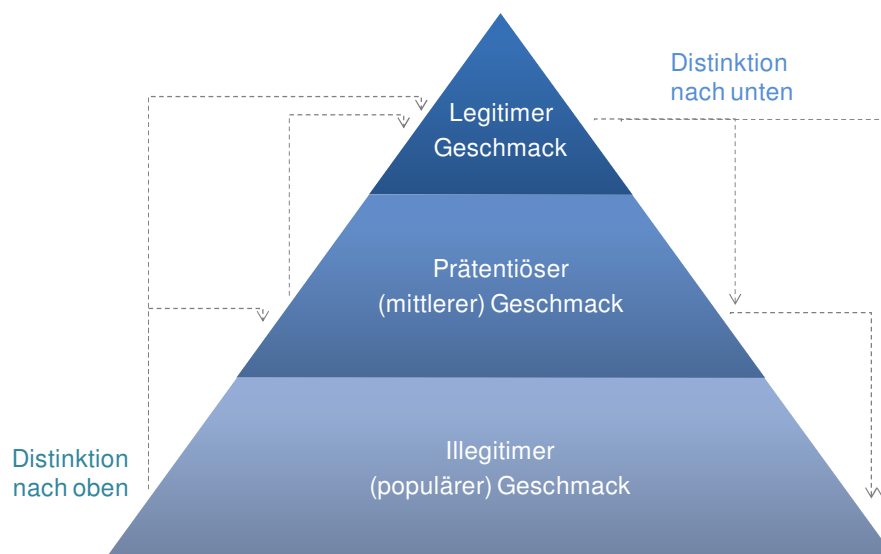 Distinktion
nach unten
Legitimer
Geschmack
Prätentiöser
(mittlerer) Geschmack
Illegitimer
(populärer) Geschmack
Distinktion
nach oben